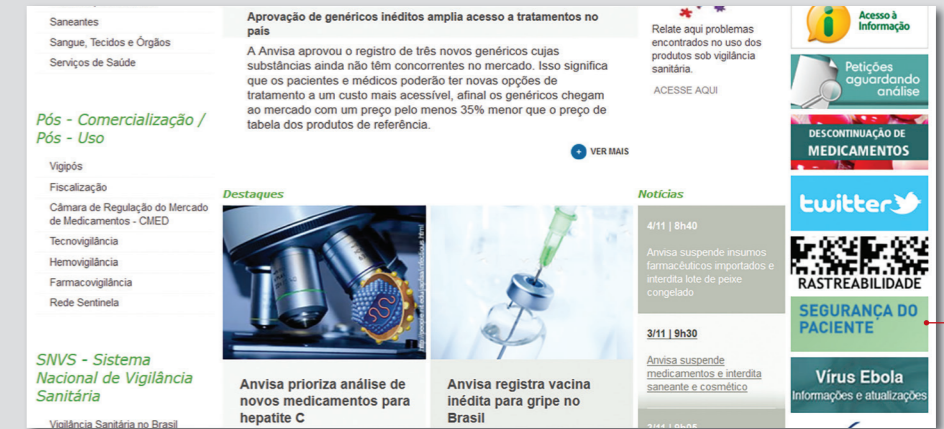 Saneantes
Sangue, Tecidos e Órgãos
Serviços de Saúde
Pós - Comercialização /
Pós - Uso
Vigipós
Fiscalização
Câmara de Regulação do Mercado
de Medicamentos - CMED
Tecnovigilância
Hemovigilância
Farmacovigilância
Rede Sentinela
SNVS - Sistema
Nacional de Vigilância
Sanitária
Vigilância Sanitária no Brasil
Aprovação de genéricos inéditos amplia acesso a tratamentos no
país
A Anvisa aprovou o registro de três novos genéricos cujas
substâncias ainda não têm concorrentes no mercado. Isso significa
que os pacientes e médicos poderão ter novas opções de
tratamento a um custo mais acessível, afinal os genéricos chegam
ao mercado com um preço pelo menos 35% menor que o preço de
tabela dos produtos de referência.
VER MAIS
Destaques
Anvisa prioriza análise de
novos medicamentos para
hepatite C
Anvisa registra vacina
inédita para gripe no
Brasil
Relate aqui problemas
encontrados no uso dos
produtos sob vigilância
sanitária.
ACESSE AQUI
Notícias
4/11 | 8h40
Anvisa suspende insumos
farmacêuticos importados e
interdita lote de peixe
congelado
3/11 | 9h30
Anvisa suspende
medicamentos e interdita
saneante e cosmético
3/11 | 9h05
Acesso à
Informação
Petições
aguardando
análise
DESCONTINUAÇÃO DE
MEDICAMENTOS
twitter
RASTREABILIDADE
SEGURANÇA DO
PACIENTE
Vírus Ebola
Informações e atualizações